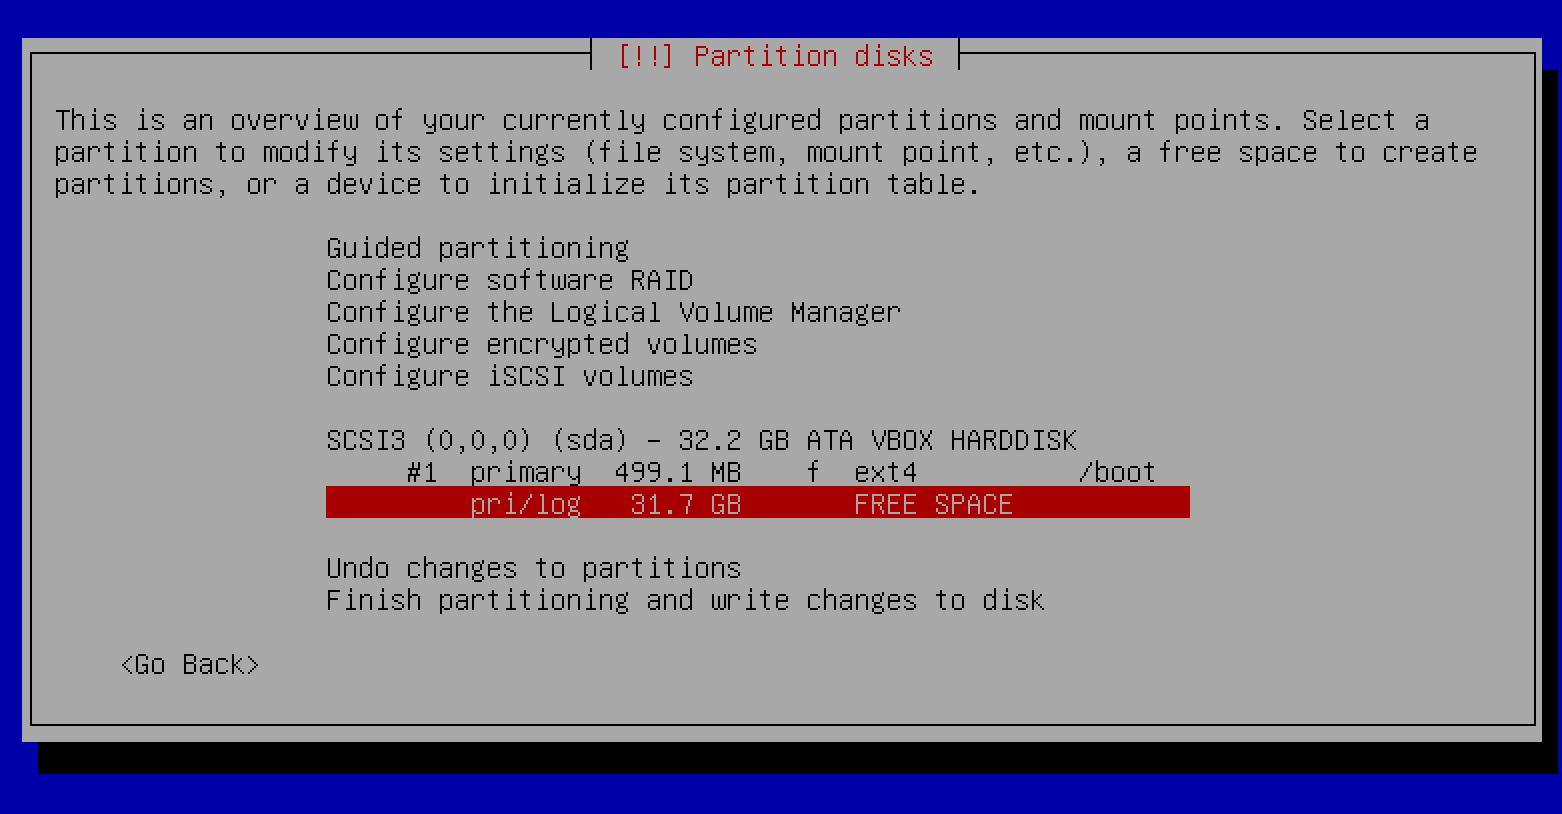 [!!] Partition disks
This is an overview of your currently configured partitions and mount points. Select a
partition to modify its settings (file system, mount point, etc.), a free space to create
partitions, or a device to initialize its partition table.
Guided partitioning
Configure software RAID
Configure the Logical Volume Manager
Configure encrypted volumes
Configure iSCSI volumes
SCSI3 (0,0,0) (sda) - 32.2 GB ATA VBOX HARDDISK
#1 primary 499.1 MB f ext4 /boot
pri/log 31.7 GB FREE SPACE
Undo changes to partitions
Finish partitioning and write changes to disk
<Go Back>